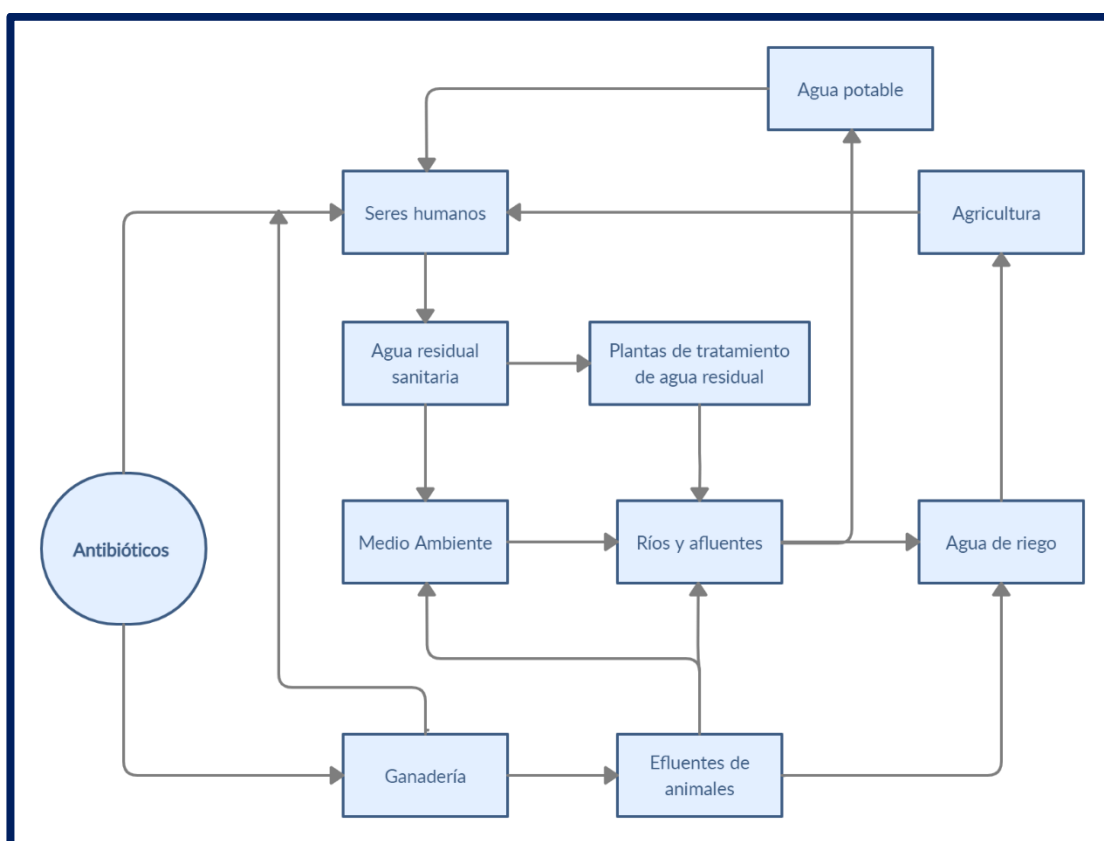 Agua potable
Seres humanos
Agricultura
Agua residual
sanitaria
Plantas de tratamiento
de agua residual
Antibióticos
Medio Ambiente
Ríos y afluentes
Agua de riego
Ganadería
Efluentes de
animales